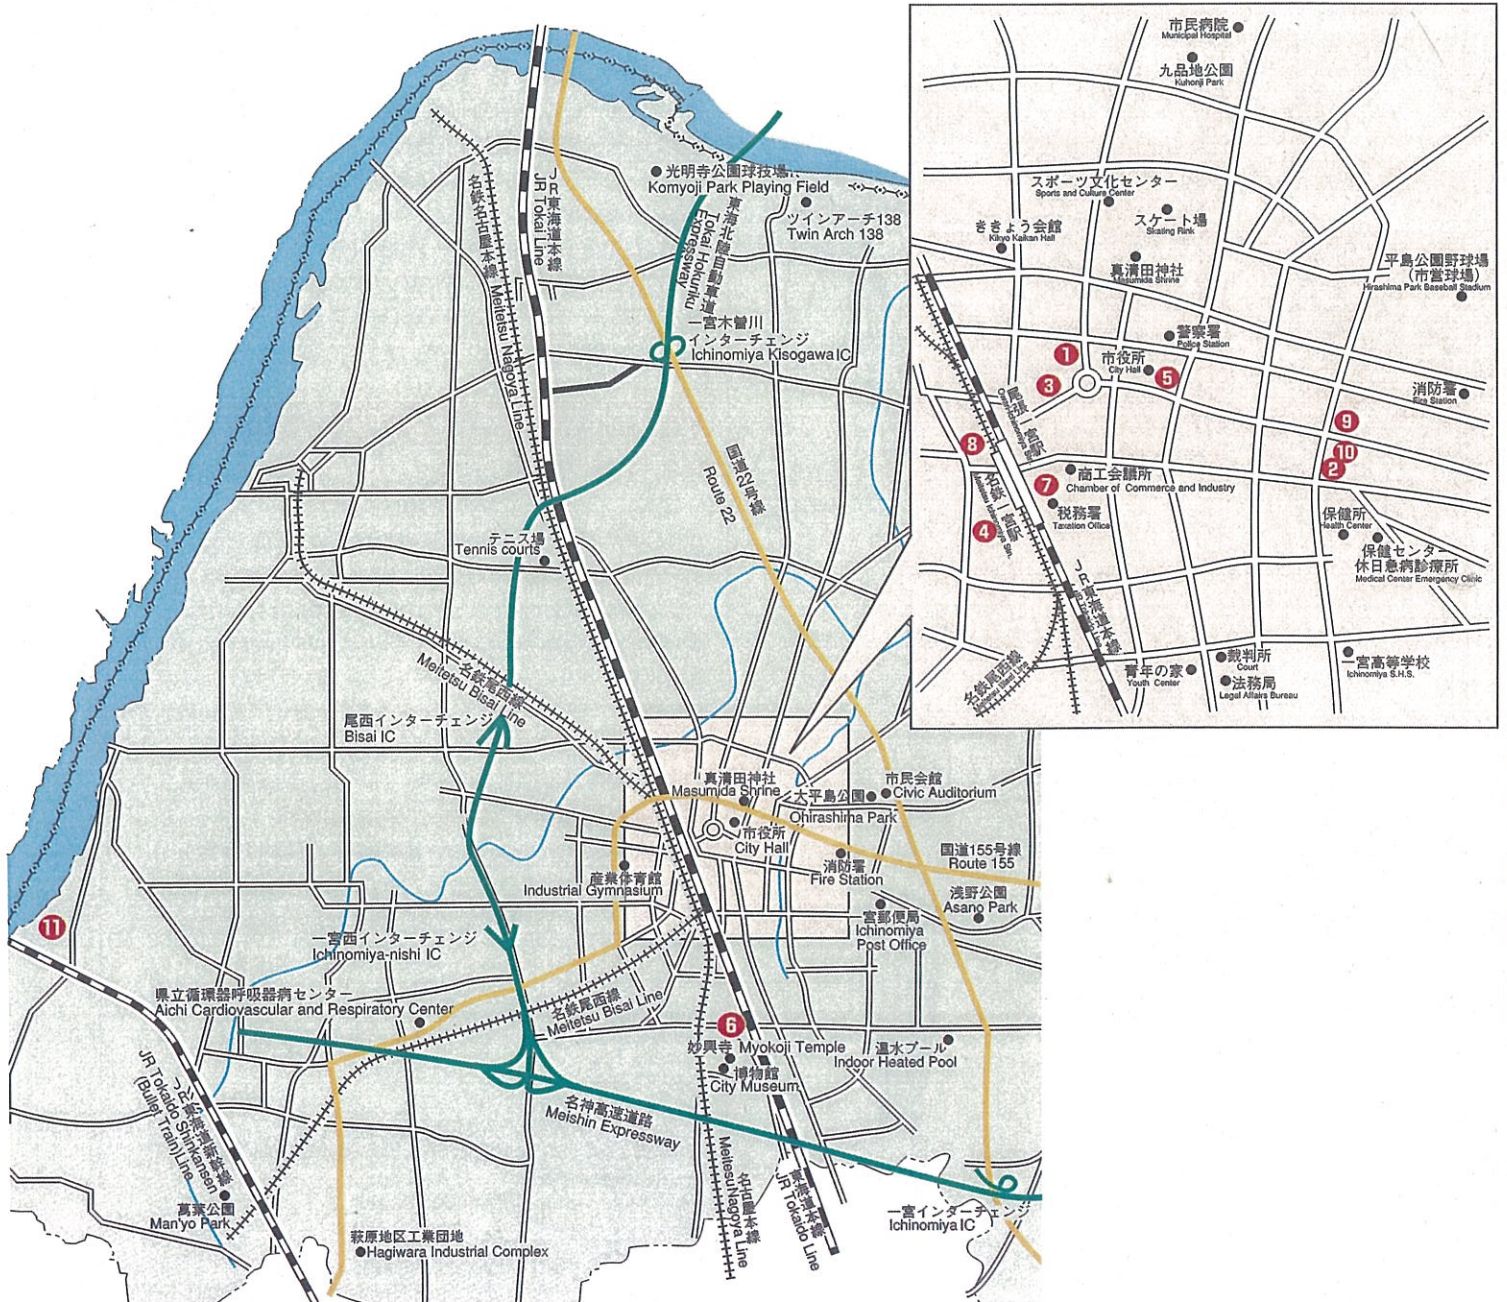 光明寺公園球技場
Komyoji Park Playing Field
ツインアーチ138
Twin Arch 138
JR東海道本線
JR Tokai Line
名鉄名古屋本線 Meitetsu Nagoya Line
東海北陸自動車道
Tokai Hokuriku
Expressway
一宮木曽川
インターチェンジ
Ichinomiya Kisogawa IC
国道22号線
Route 22
テニス場
Tennis courts
名鉄尾西線
Meitetsu Bisai Line
尾西インターチェンジ
Bisai IC
真清田神社
Masumida Shrine
大平島公園
Ohirashima Park
市民会館
Civic Auditorium
市役所
City Hall
消防署
Fire Station
国道155号線
Route 155
産業体育館
Industrial Gymnasium
浅野公園
Asano Park
宮郵便局
Ichinomiya
Post Office
11
一宮西インターチェンジ
Ichinomiya-nishi IC
県立循環器呼吸器病センター
Aichi Cardiovascular and Respiratory Center
名鉄尾西線
Meitetsu Bisai Line
6
妙興寺 Myokoji Temple
博物館
City Museum
温水プール
Indoor Heated Pool
JR東海道新幹線
JR Tokaido Shinkansen
(Bullet Train) Line
名神高速道路
Meishin Expressway
萬葉公園
Man'yo Park
萩原地区工業団地
Hagiwara Industrial Complex
名古屋本線
Meitesu Nagoya Line
東海道本線
JR Tokaido Line
一宮インターチェンジ
Ichinomiya IC
市民病院
Municipal Hospital
九品地公園
Kuhonji Park
スポーツ文化センター
Sports and Culture Center
スケート場
Skating Rink
ききょう会館
Kikyo Kaikan Hall
真清田神社
Masumida Shrine
平島公園野球場
(市営球場)
Hirashima Park Baseball Stadium
警察署
Police Station
1
市役所
City Hall
3
5
消防署
Fire Station
尾張一宮駅
9
8
10
2
商工会議所
Chamber of Commerce and Industry
7
税務署
Taxation Office
名鉄一宮駅
4
保健所
Health Center
保健センター
休日急病診療所
Medical Center Emergency Clinic
JR東海道本線
名鉄尾西線
Meitetsu Bisai Line
青年の家
Youth Center
裁判所
Court
法務局
Legal Affairs Bureau
一宮高等学校
Ichinomiya S.H.S.